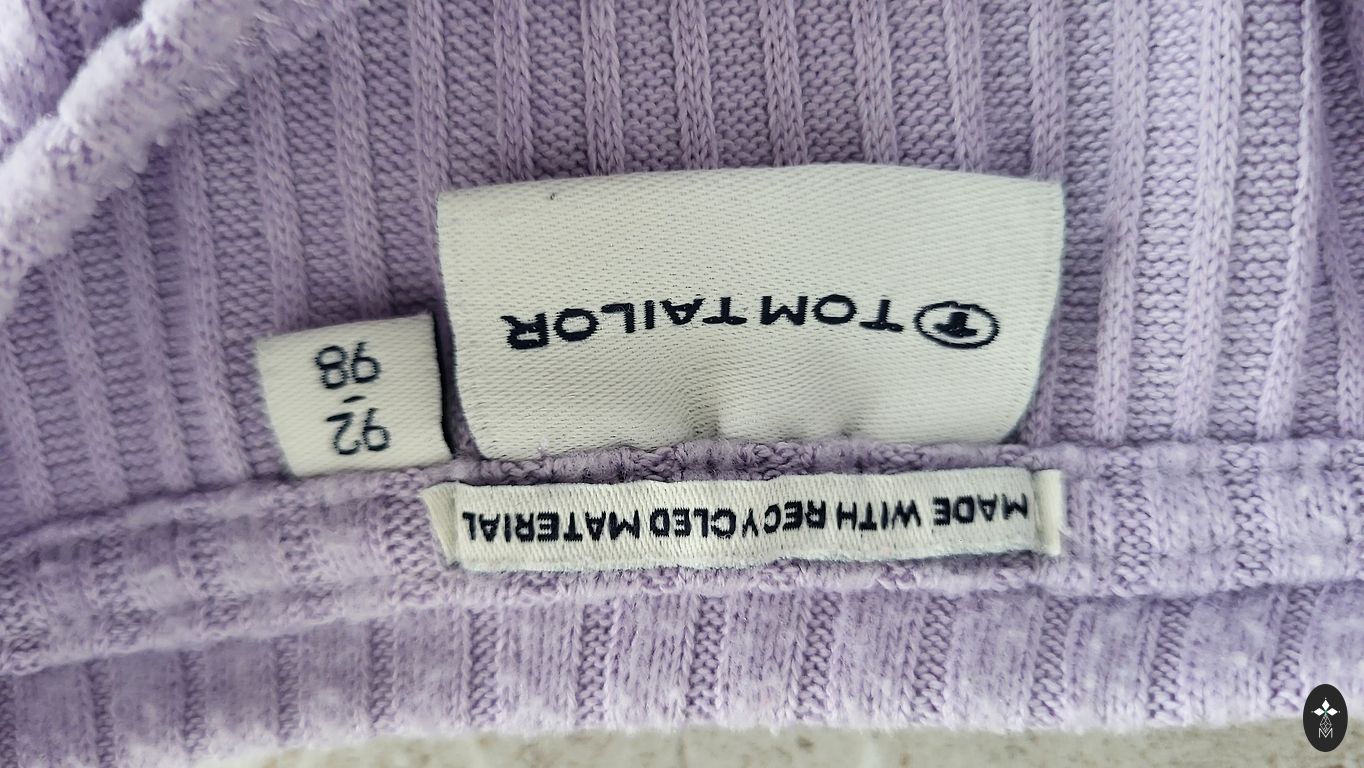 MADE WITH RECYCLED MATERIAL
TOM TAILOR
92
-
98